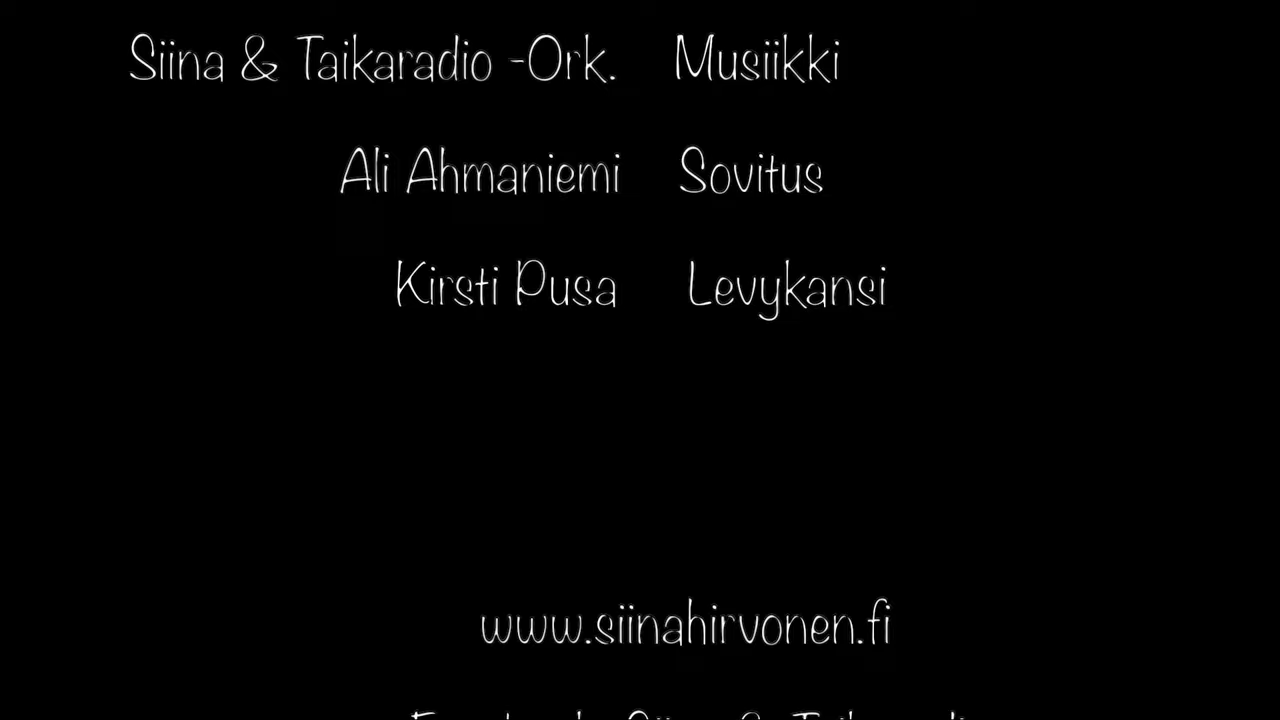 Siina & Taikaradio -Ork. Musiikki
Ali Ahmaniemi Sovitus
Kirsti Pusa Levykansi
www.siinahirvonen.fi